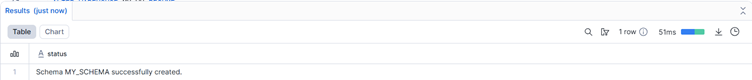 Results (just now)
Table Chart 1 row 51ms
A status
1 Schema MY_SCHEMA successfully created.